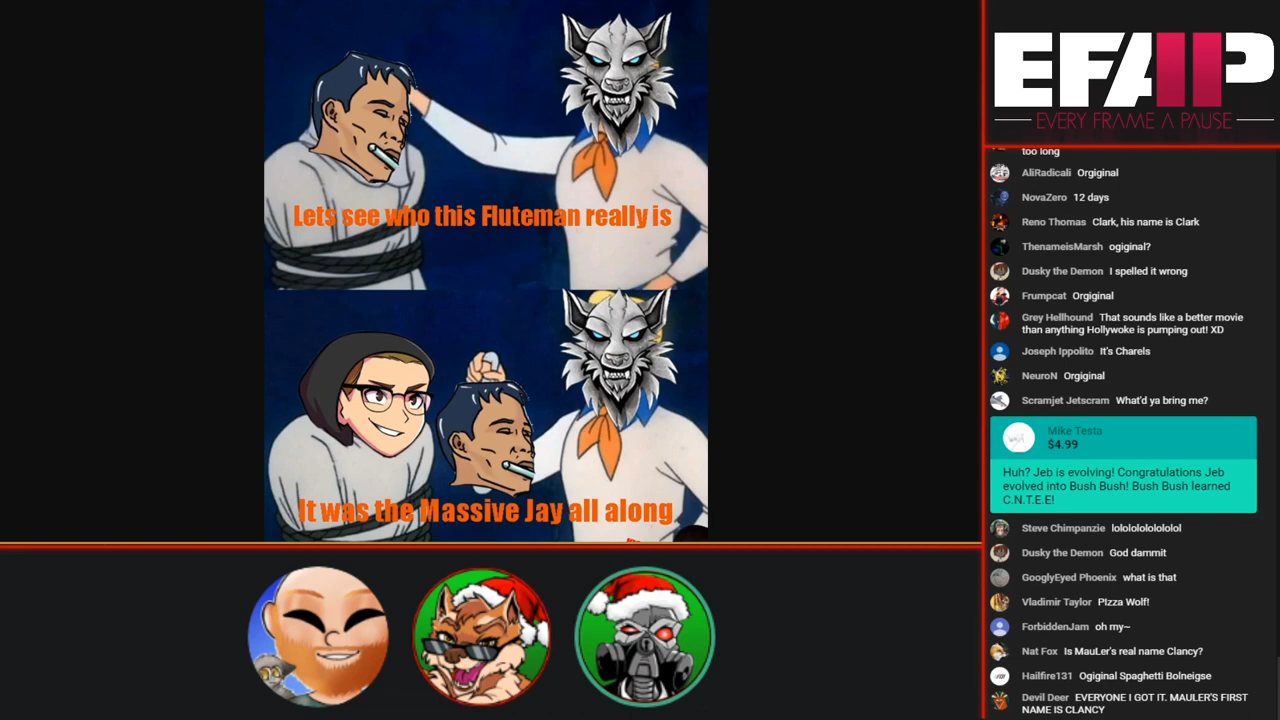 Lets see who this Fluteman really is
It was the Massive Jay all along
EFAP
EVERY FRAME A PAUSE
too long
AliRadicali Orgiginal
NovaZero 12 days
Reno Thomas Clark, his name is Clark
ThenameisMarsh ogiginal?
Dusky the Demon I spelled it wrong
Frumpcat Orgiginal
Grey Hellhound That sounds like a better movie
than anything Hollywoke is pumping out! XD
Joseph Ippolito It's Charels
NeuroN Orgiginal
Scramjet Jetscram What'd ya bring me?
Mike Testa
$4.99
Huh? Jeb is evolving! Congratulations Jeb
evolved into Bush Bush! Bush Bush learned
C.N.T.E.E!
Steve Chimpanzie lolololololololol
Dusky the Demon God dammit
GooglyEyed Phoenix what is that
Vladimir Taylor PIzza Wolf!
ForbiddenJam oh my~
Nat Fox Is MauLer's real name Clancy?
Hailfire131 Ogiginal Spaghetti Bolneigse
Devil Deer EVERYONE I GOT IT. MAULER'S FIRST
NAME IS CLANCY